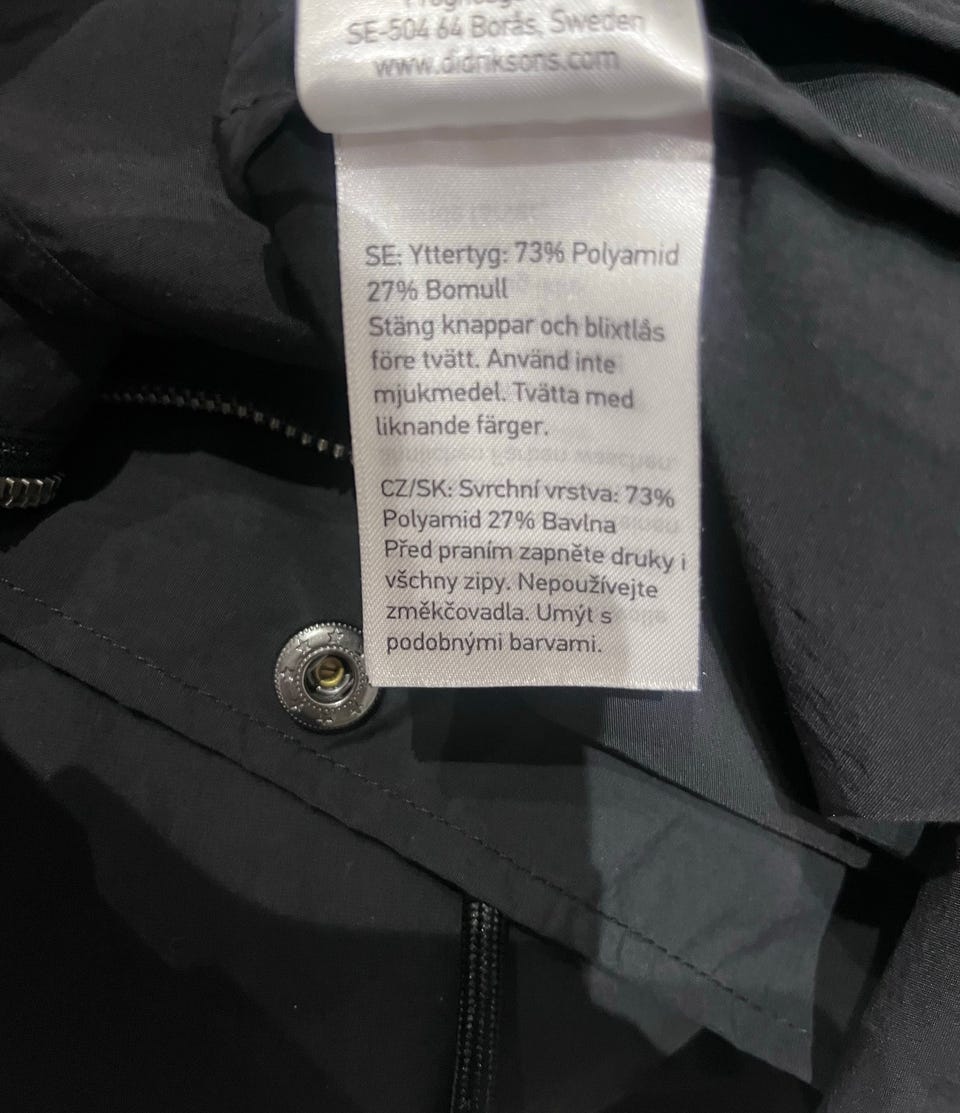 SE-504 64 Borås, Sweden
www.didriksons.com
SE: Yttertyg: 73% Polyamid
27% Bomull
Stäng knappar och blixtlås
före tvätt. Använd inte
mjukmedel. Tvätta med
liknande färger.
CZ/SK: Svrchní vrstva: 73%
Polyamid 27% Bavlna
Před praním zapněte druky i
všchny zipy. Nepoužívejte
změkčovadla. Umýt s
podobnými barvami.